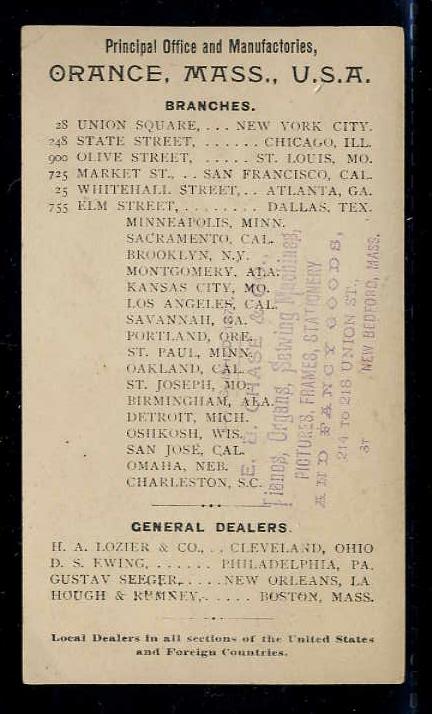 Principal Office and Manufactories,
ORANGE, MASS., U.S.A.
BRANCHES.
28 UNION SQUARE, . . . NEW YORK CITY.
248 STATE STREET, . . . . . . CHICAGO, ILL.
900 OLIVE STREET, . . . . . ST. LOUIS, MO.
725 MARKET ST., . . SAN FRANCISCO, CAL.
25 WHITEHALL STREET, . . ATLANTA, GA.
755 ELM STREET, . . . . . . . . DALLAS, TEX.
MINNEAPOLIS, MINN.
SACRAMENTO, CAL.
BROOKLYN, N.Y.
MONTGOMERY, ALA.
KANSAS CITY, MO.
LOS ANGELES, CAL.
SAVANNAH, GA.
PORTLAND, ORE.
ST. PAUL, MINN.
OAKLAND, CAL.
ST. JOSEPH, MO.
BIRMINGHAM, ALA.
DETROIT, MICH.
OSHKOSH, WIS.
SAN JOSÉ, CAL.
OMAHA, NEB.
CHARLESTON, S.C.
GENERAL DEALERS.
H. A. LOZIER & CO., . . CLEVELAND, OHIO
D. S. EWING, . . . . . . PHILADELPHIA, PA.
GUSTAV SEEGER, . . . . . NEW ORLEANS, LA
HOUGH & RUMNEY, . . . . . BOSTON, MASS.
Local Dealers in all sections of the United States
and Foreign Countries.
CHASE &
Pianos, Organs, Sewing Machines,
PICTURES, FRAMES, STATIONERY
AND FANCY GOODS,
214 TO 218 UNION ST.,
NEW BEDFORD, MASS.